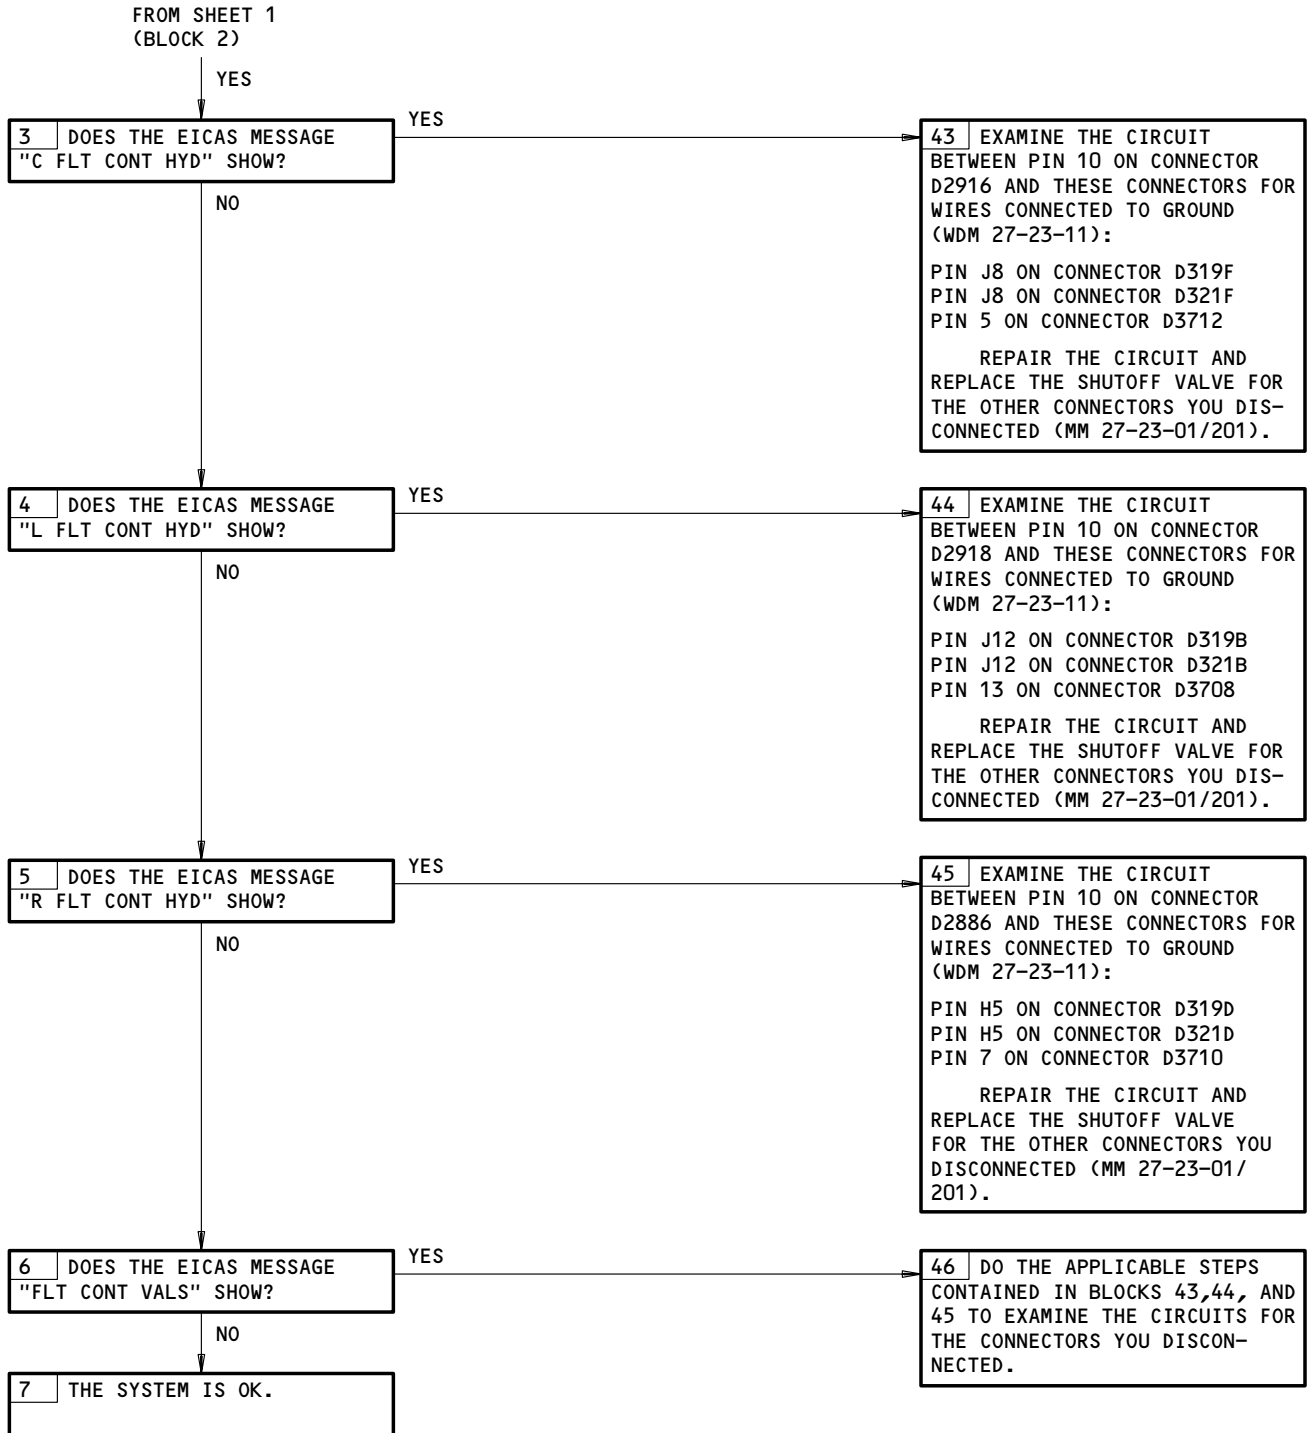 FROM SHEET 1
(BLOCK 2)
YES
3 DOES THE EICAS MESSAGE
"C FLT CONT HYD" SHOW?
YES
NO
43 EXAMINE THE CIRCUIT
BETWEEN PIN 10 ON CONNECTOR
D2916 AND THESE CONNECTORS FOR
WIRES CONNECTED TO GROUND
(WDM 27-23-11):
PIN J8 ON CONNECTOR D319F
PIN J8 ON CONNECTOR D321F
PIN 5 ON CONNECTOR D3712
REPAIR THE CIRCUIT AND
REPLACE THE SHUTOFF VALVE FOR
THE OTHER CONNECTORS YOU DIS-
CONNECTED (MM 27-23-01/201).
4 DOES THE EICAS MESSAGE
"L FLT CONT HYD" SHOW?
YES
NO
44 EXAMINE THE CIRCUIT
BETWEEN PIN 10 ON CONNECTOR
D2918 AND THESE CONNECTORS FOR
WIRES CONNECTED TO GROUND
(WDM 27-23-11):
PIN J12 ON CONNECTOR D319B
PIN J12 ON CONNECTOR D321B
PIN 13 ON CONNECTOR D3708
REPAIR THE CIRCUIT AND
REPLACE THE SHUTOFF VALVE FOR
THE OTHER CONNECTORS YOU DIS-
CONNECTED (MM 27-23-01/201).
5 DOES THE EICAS MESSAGE
"R FLT CONT HYD" SHOW?
YES
NO
45 EXAMINE THE CIRCUIT
BETWEEN PIN 10 ON CONNECTOR
D2886 AND THESE CONNECTORS FOR
WIRES CONNECTED TO GROUND
(WDM 27-23-11):
PIN H5 ON CONNECTOR D319D
PIN H5 ON CONNECTOR D321D
PIN 7 ON CONNECTOR D3710
REPAIR THE CIRCUIT AND
REPLACE THE SHUTOFF VALVE
FOR THE OTHER CONNECTORS YOU
DISCONNECTED (MM 27-23-01/
201).
6 DOES THE EICAS MESSAGE
"FLT CONT VALS" SHOW?
YES
NO
46 DO THE APPLICABLE STEPS
CONTAINED IN BLOCKS 43,44, AND
45 TO EXAMINE THE CIRCUITS FOR
THE CONNECTORS YOU DISCON-
NECTED.
7 THE SYSTEM IS OK.